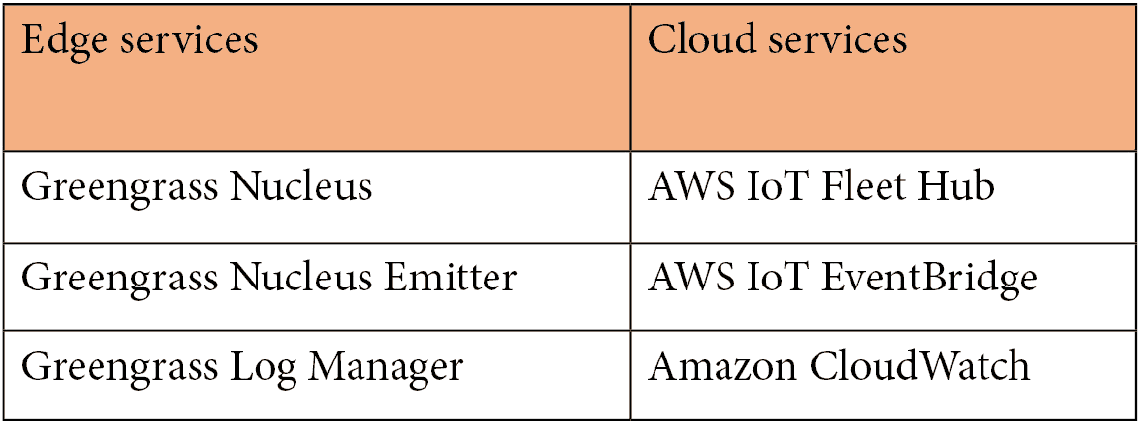 Edge services
Cloud services
Greengrass Nucleus
AWS IoT Fleet Hub
Greengrass Nucleus Emitter
AWS IoT EventBridge
Greengrass Log Manager
Amazon CloudWatch